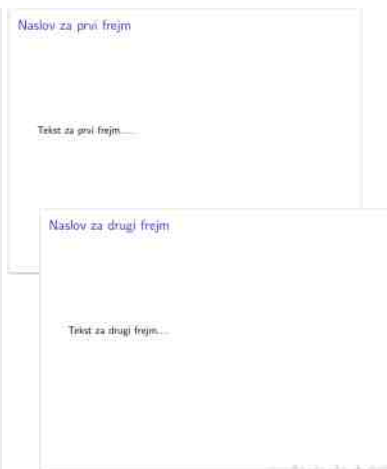 Naslov za prvi frejm
Tekst za prvi frejm.....
Naslov za drugi frejm
Tekst za drugi frejm....